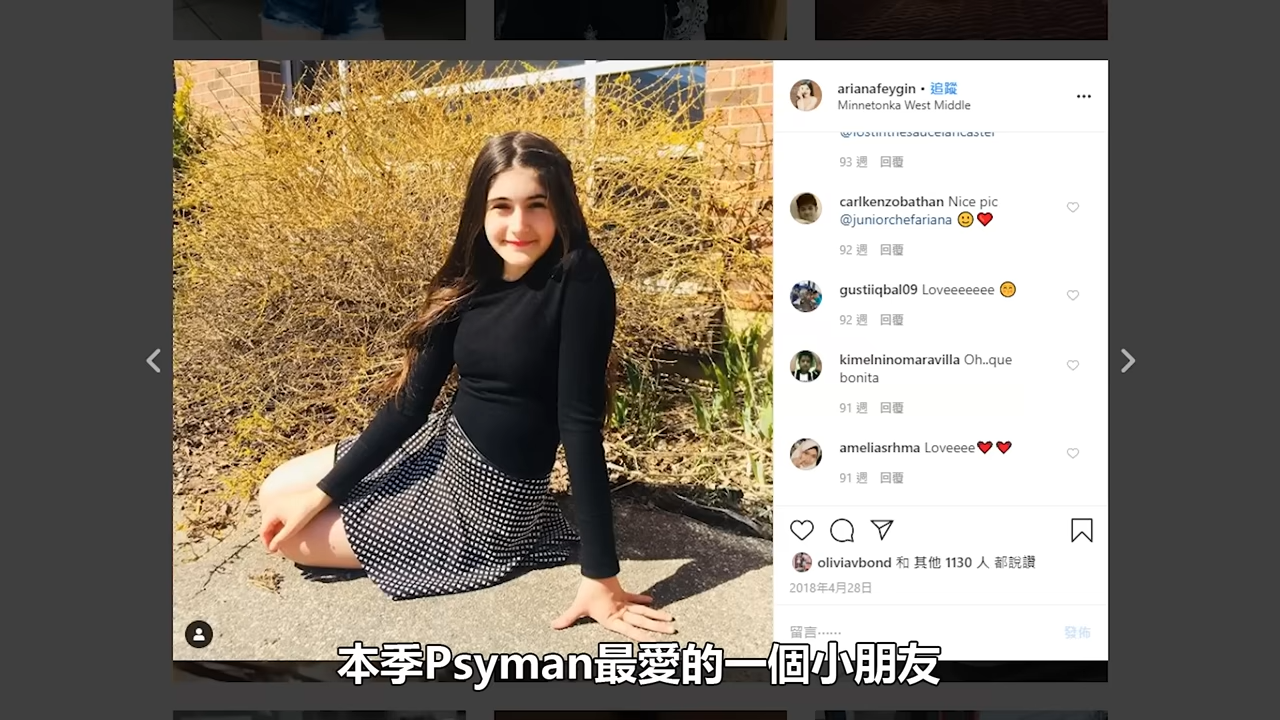 arianafeygin • 追蹤
Minnetonka West Middle
@lostinthesaucelancaster
93 週 回覆
carlkenzobathan Nice pic
@juniorchefariana
92 週 回覆
gustiiqbal09 Loveeeeeee
92 週 回覆
kimelninomaravilla Oh..que
bonita
91 週 回覆
ameliasrhma Loveeee
91 週 回覆
oliviavbond 和 其他 1130 人 都說讚
2018年4月28日
留言......
發佈
本季Psyman最愛的一個小朋友